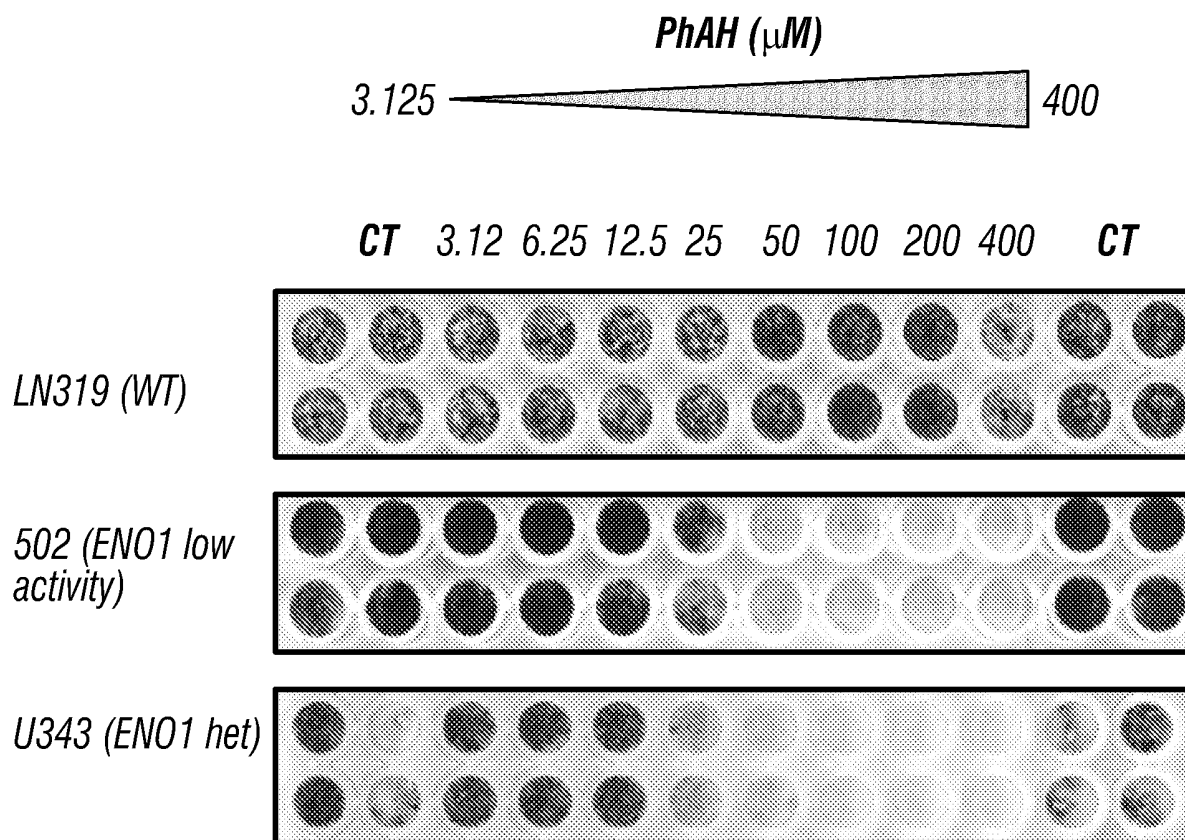 PhAH (μM)
3.125 400
CT 3.12 6.25 12.5 25 50 100 200 400 CT
LN319 (WT)
502 (ENO1 low
activity)
U343 (ENO1 het)